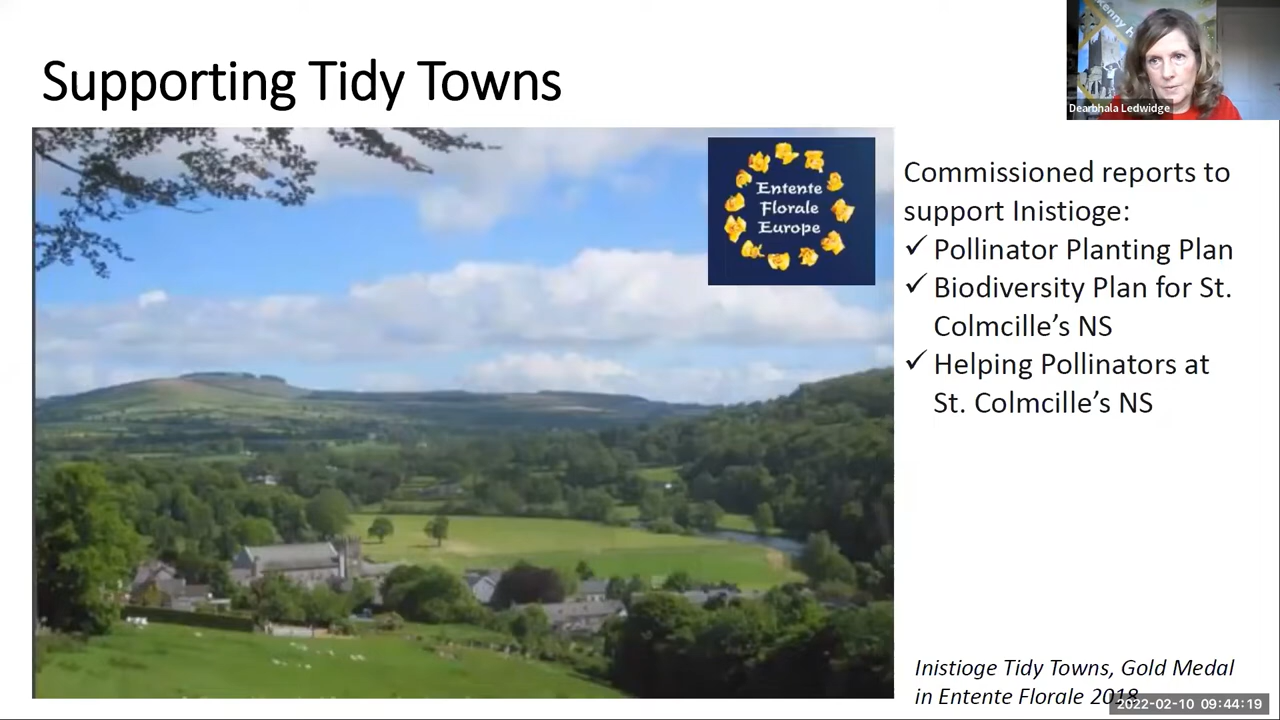 Supporting Tidy Towns
Dearbhala Ledwidge
Entente
Florale
Europe
Commissioned reports to
support Inistioge:
✓ Pollinator Planting Plan
✓ Biodiversity Plan for St.
Colmcille’s NS
✓ Helping Pollinators at
St. Colmcille’s NS
Inistioge Tidy Towns, Gold Medal
in Entente Florale 2018
2022-02-10 09:44:19